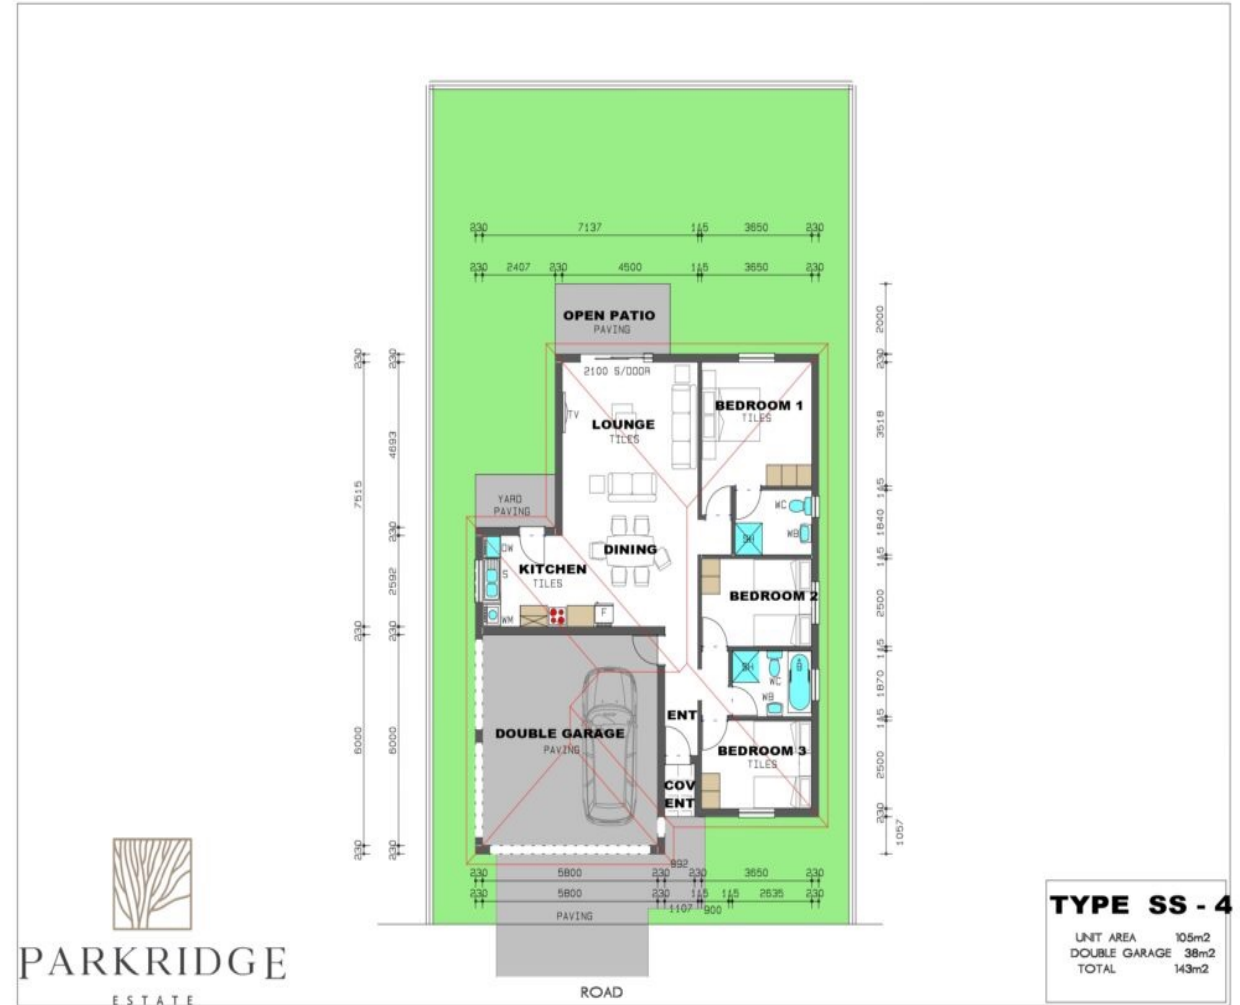 230 7137 115 3650 230
230 2407 230 4500 115 3650 230
OPEN PATIO
PAVING
2100 S/DOOR
TV
LOUNGE
TILES
BEDROOM 1
TILES
YARD
PAVING
WC
WB
SH
DINING
DW
S
KITCHEN
TILES
WM
F
BEDROOM 2
SH
WC
WB
B
ENT
DOUBLE GARAGE
PAVING
BEDROOM 3
TILES
COV
ENT
230
7515
230
6000
230
230
4693
230
2592
230
6000
230
2000
230
3518
115
1840
115
2500
115
1870
115
2500
230
1057
992
230 5800 230 230 3650 230
230 5800 230 115 115 2635 230
1107 900
PAVING
ROAD
PARKRIDGE
ESTATE
TYPE SS - 4
UNIT AREA 105m2
DOUBLE GARAGE 38m2
TOTAL 143m2